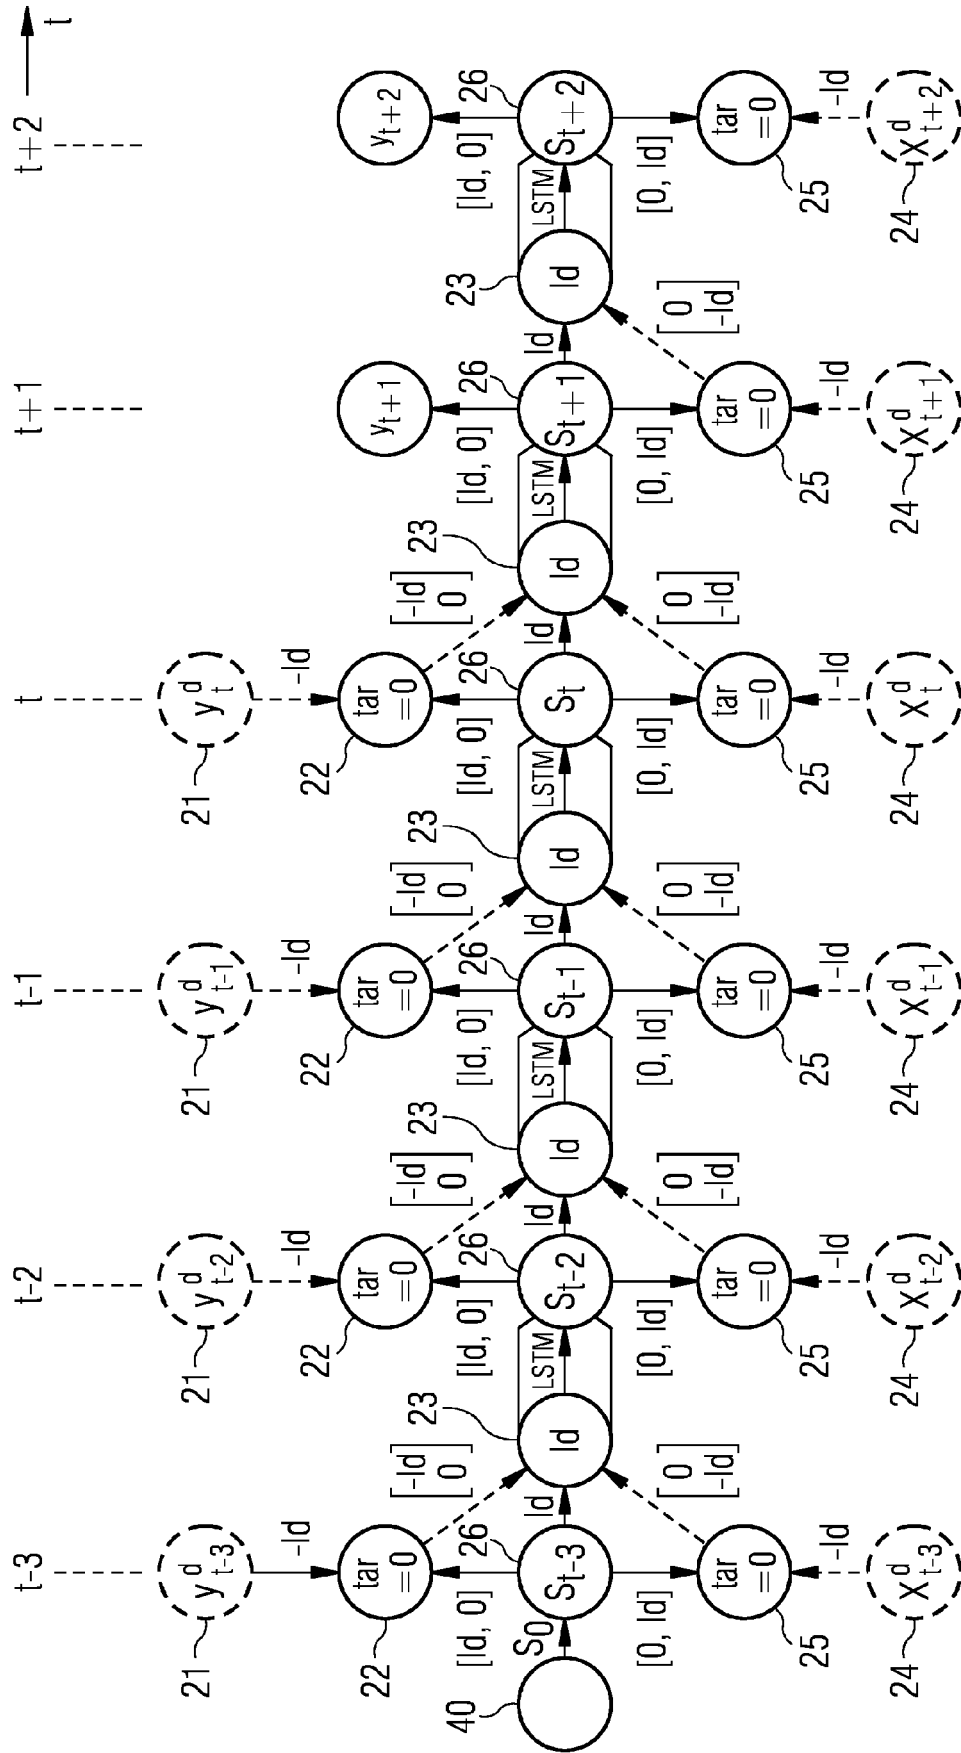 t-3 t-2 t-1 t t+1 t+2 t
21 y^d_{t-3} 21 y^d_{t-2} 21 y^d_{t-1} 21 y^d_t
-Id -Id -Id -Id
22 tar =0 22 tar =0 22 tar =0 22 tar =0 y_{t+1} y_{t+2}
[-Id 0] [-Id 0] [-Id 0] [-Id 0]
[Id, 0] 26 23 [Id, 0] 26 23 [Id, 0] 26 23 [Id, 0] 26 23 [Id, 0] 26 23 [Id, 0] 26
40 S_0 S_{t-3} Id Id LSTM S_{t-2} Id Id LSTM S_{t-1} Id Id LSTM S_t Id Id LSTM S_{t+1} Id Id LSTM S_{t+2}
[0, Id] [0 -Id] [0, Id] [0 -Id] [0, Id] [0 -Id] [0, Id] [0 -Id] [0, Id] [0 -Id] [0, Id]
tar =0 25 tar =0 25 tar =0 25 tar =0 25 tar =0 25 tar =0 25
-Id -Id -Id -Id -Id -Id
24 X^d_{t-3} 24 X^d_{t-2} 24 X^d_{t-1} 24 X^d_t 24 X^d_{t+1} 24 X^d_{t+2}